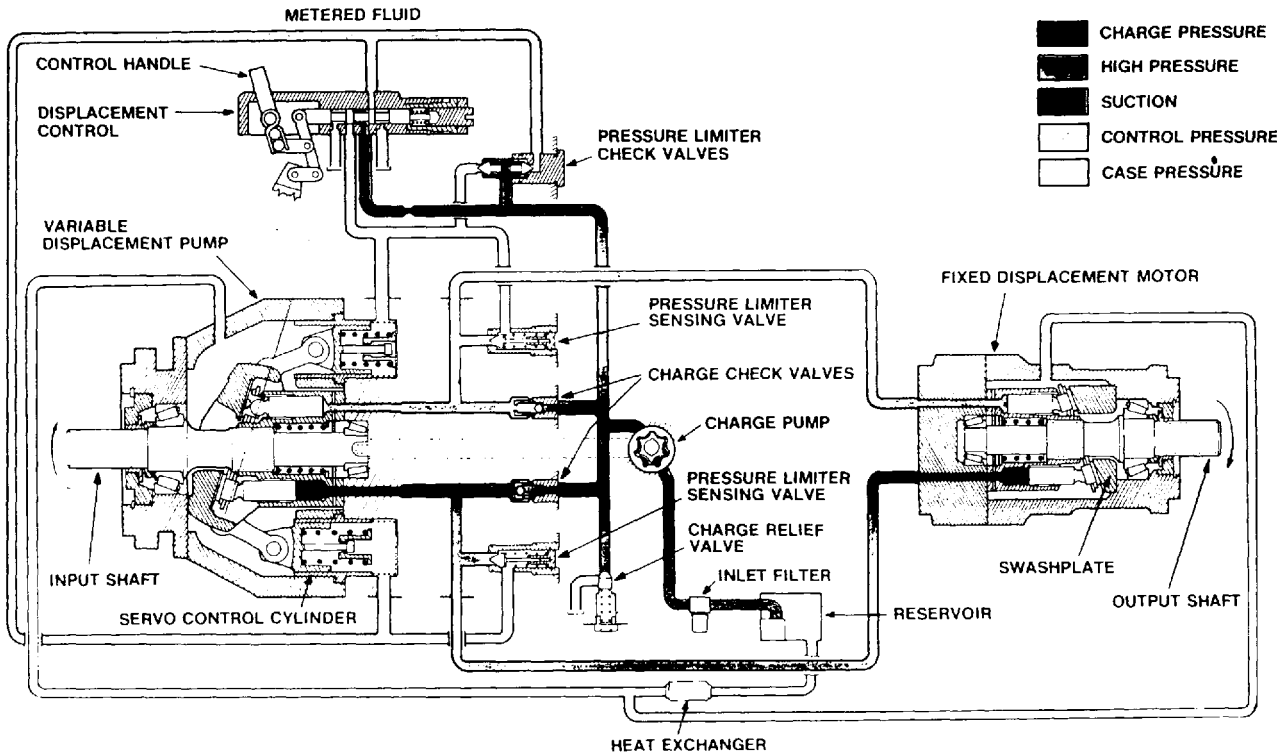 METERED FLUID
CHARGE PRESSURE
HIGH PRESSURE
SUCTION
CONTROL PRESSURE
CASE PRESSURE
CONTROL HANDLE
DISPLACEMENT
CONTROL
PRESSURE LIMITER
CHECK VALVES
VARIABLE
DISPLACEMENT PUMP
FIXED DISPLACEMENT MOTOR
PRESSURE LIMITER
SENSING VALVE
CHARGE CHECK VALVES
CHARGE PUMP
PRESSURE LIMITER
SENSING VALVE
CHARGE RELIEF
VALVE
INLET FILTER
RESERVOIR
INPUT SHAFT
SERVO CONTROL CYLINDER
SWASHPLATE
OUTPUT SHAFT
HEAT EXCHANGER